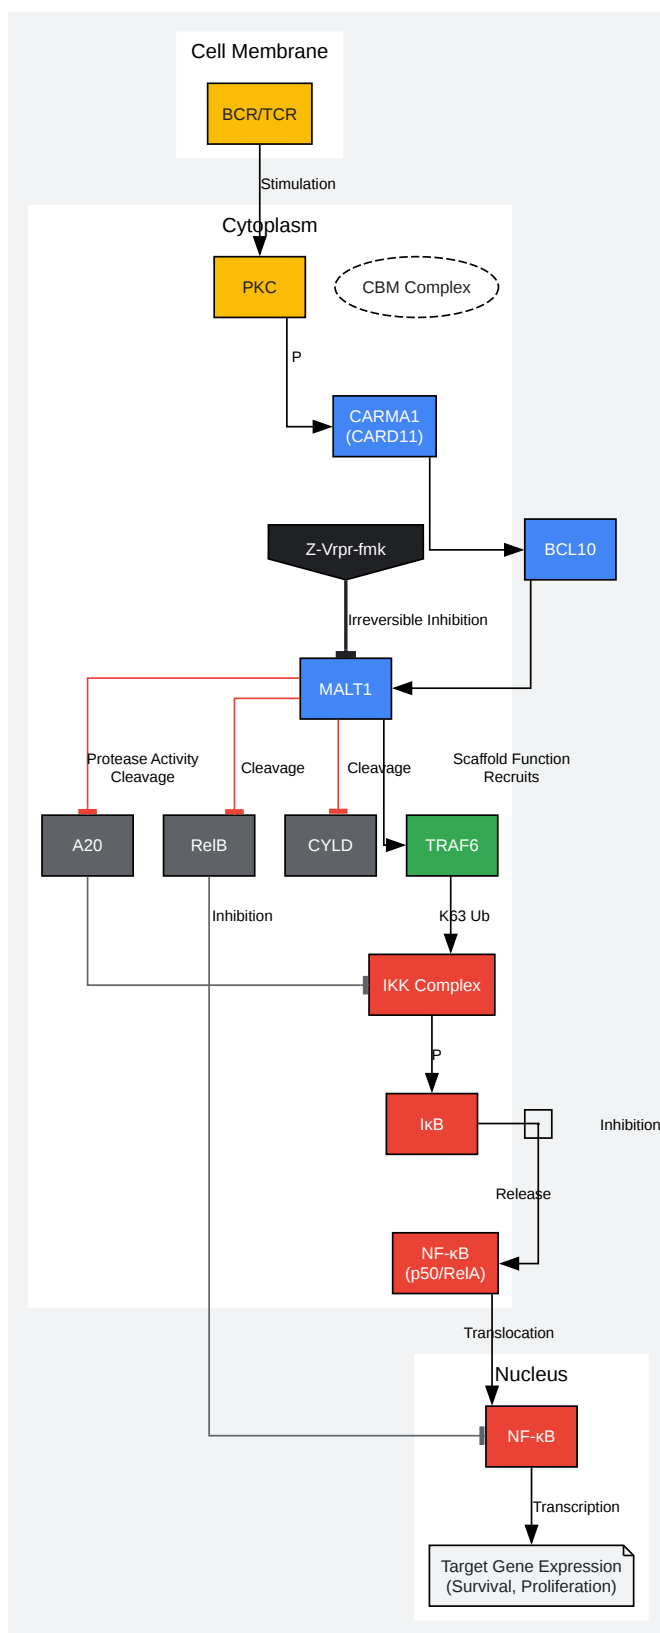 Cell Membrane
BCR/TCR
Stimulation
Cytoplasm
PKC
CBM Complex
P
CARMA1
(CARD11)
Z-Vrpr-fmk
BCL10
Irreversible Inhibition
MALT1
Protease Activity
Cleavage
Cleavage
Cleavage
Scaffold Function
Recruits
A20
RelB
CYLD
TRAF6
Inhibition
K63 Ub
IKK Complex
P
IκB
Inhibition
Release
NF-κB
(p50/RelA)
Translocation
Nucleus
NF-κB
Transcription
Target Gene Expression
(Survival, Proliferation)